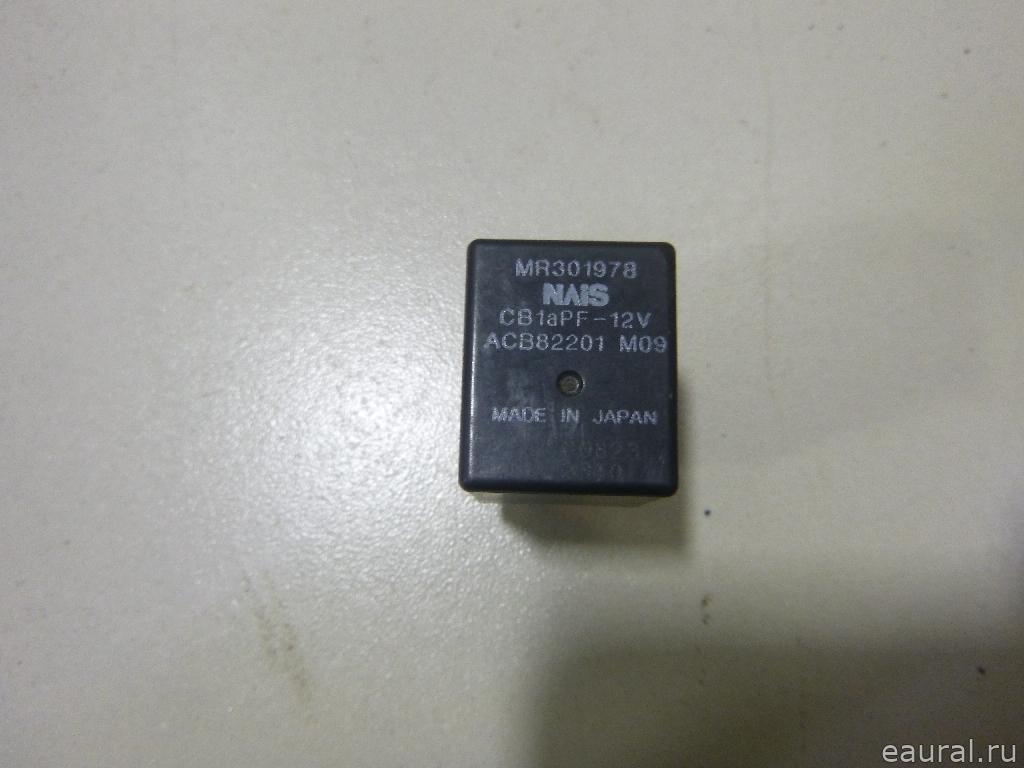 MR301978
NAIS
CB1aPF-12V
ACB82201 M09
MADE IN JAPAN
eaural.ru